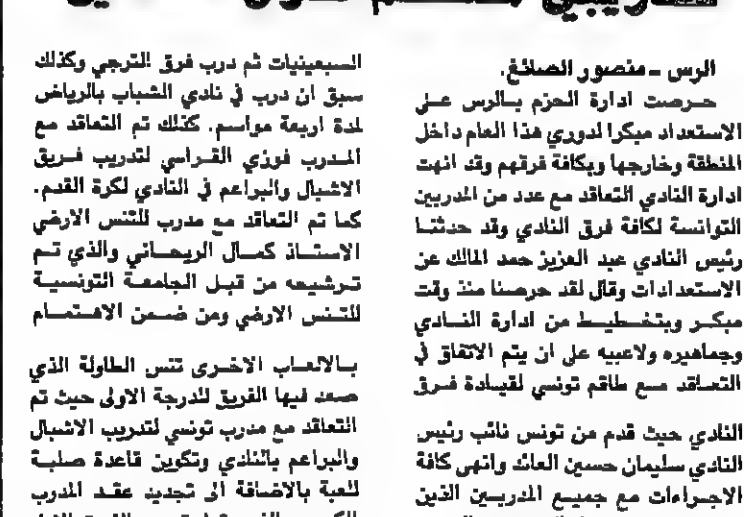 الرس - منصور الصائغ.
حرصت ادارة الحزم بالرس على
الاستعداد مبكرا لدوري هذا العام داخل
المنطقة وخارجها وبكافة فرقهم وقد انهت
ادارة النادي التعاقد مع عدد من المدربين
التوانسة لكافة فرق النادي وقد حدثنا
رئيس النادي عبد العزيز حمد المالك عن
الاستعدادات وقال لقد حرصنا منذ وقت
مبكر وبتخطيط من ادارة النادي
وجماهيره ولاعبيه على ان يتم الاتفاق في
التعاقد مع طاقم تونسي لقيادة فرق
النادي حيث قدم من تونس نائب رئيس
النادي سليمان حسين العائد وانهى كافة
الاجراءات مع جميع المدربين الذين
السبعينيات ثم درب فرق الترجي وكذلك
سبق ان درب في نادي الشباب بالرياض
لمدة اربعة مواسم. كذلك تم التعاقد مع
المدرب فوزي القراسي لتدريب فريق
الاشبال والبراعم في النادي لكرة القدم.
كما تم التعاقد مع مدرب للتنس الارضي
الاستاذ كمال الريحاني والذي تم
ترشيحه من قبل الجامعة التونسية
للتنس الارضي ومن ضمن الاهتمام
بالالعاب الاخرى تنس الطاولة الذي
صعد فيها الفريق للدرجة الاولى حيث تم
التعاقد مع مدرب تونسي لتدريب الاشبال
والبراعم بالنادي وتكوين قاعدة صلبة
للعبة بالاضافة الى تجديد عقد المدرب